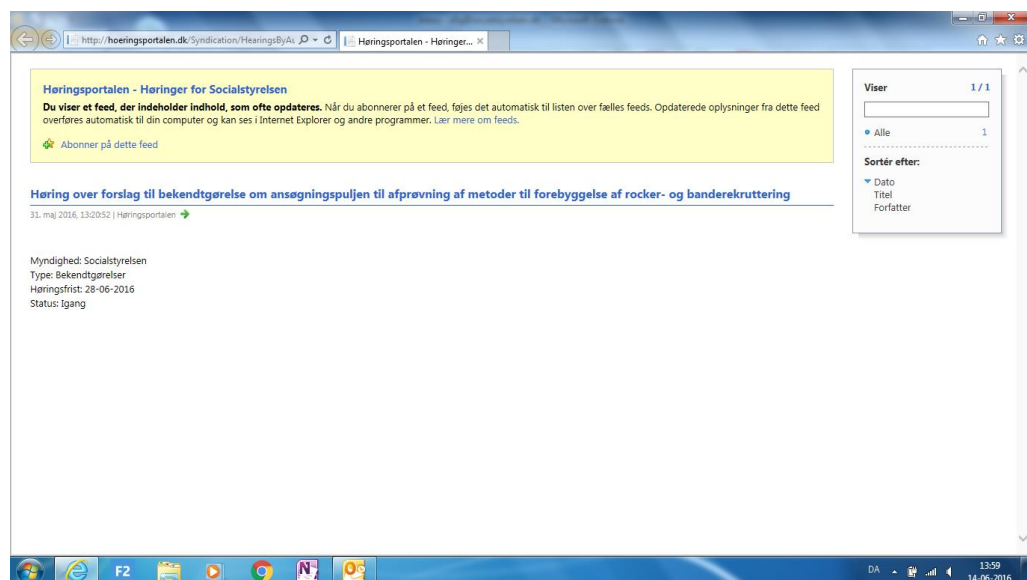 http://hoeringsportalen.dk/Syndication/HearingsByAu
Høringsportalen - Høringer...
Høringsportalen - Høringer for Socialstyrelsen
Du viser et feed, der indeholder indhold, som ofte opdateres. Når du abonnerer på et feed, føjes det automatisk til listen over fælles feeds. Opdaterede oplysninger fra dette feed
overføres automatisk til din computer og kan ses i Internet Explorer og andre programmer. Lær mere om feeds.
Abonner på dette feed
Høring over forslag til bekendtgørelse om ansøgningspuljen til afprøvning af metoder til forebyggelse af rocker- og banderekruttering
31. maj 2016, 13:20:52 | Høringsportalen
Myndighed: Socialstyrelsen
Type: Bekendtgørelser
Høringsfrist: 28-06-2016
Status: Igang
Viser 1 / 1
Alle 1
Sortér efter:
Dato
Titel
Forfatter
F2
DA
13:59
14-06-2016